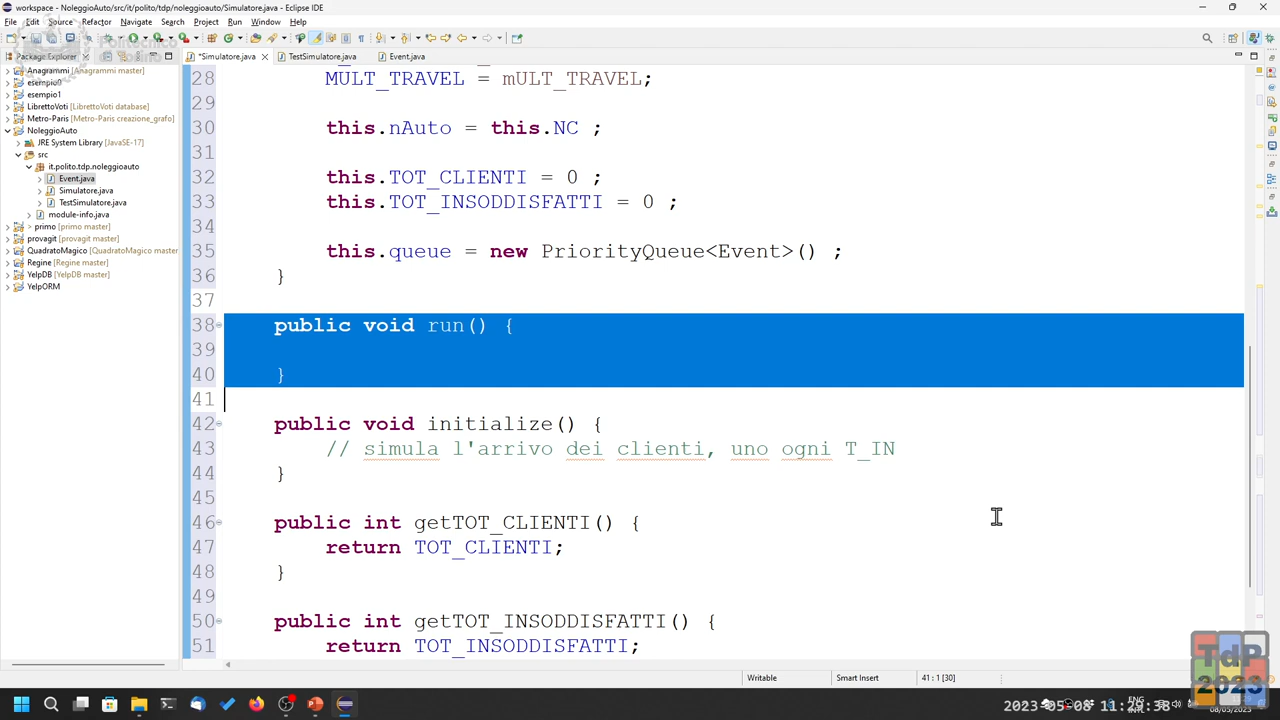 workspace - NoleggioAuto/src/it/polito/tdp/noleggioauto/Simulatore.java - Eclipse IDE
File Edit Source Refactor Navigate Search Project Run Window Help
Package Explorer
*Simulatore.java
TestSimulatore.java
Event.java
Anagrammi [Anagrammi master]
esempio0
esempio1
LibrettoVoti [LibrettoVoti database]
Metro-Paris [Metro-Paris creazione_grafo]
NoleggioAuto
JRE System Library [JavaSE-17]
src
it.polito.tdp.noleggioauto
Event.java
Simulatore.java
TestSimulatore.java
module-info.java
> primo [primo master]
provagit [provagit master]
QuadratoMagico [QuadratoMagico master]
Regine [Regine master]
YelpDB [YelpDB master]
YelpORM
28 MULT_TRAVEL = mULT_TRAVEL;
29
30 this.nAuto = this.NC ;
31
32 this.TOT_CLIENTI = 0 ;
33 this.TOT_INSODDISFATTI = 0 ;
34
35 this.queue = new PriorityQueue<Event>() ;
36 }
37
38 public void run() {
39
40 }
41
42 public void initialize() {
43 // simula l'arrivo dei clienti, uno ogni T_IN
44 }
45
46 public int getTOT_CLIENTI() {
47 return TOT_CLIENTI;
48 }
49
50 public int getTOT_INSODDISFATTI() {
51 return TOT_INSODDISFATTI;
Writable
Smart Insert
41 : 1 [30]
TdP
2023
ENG